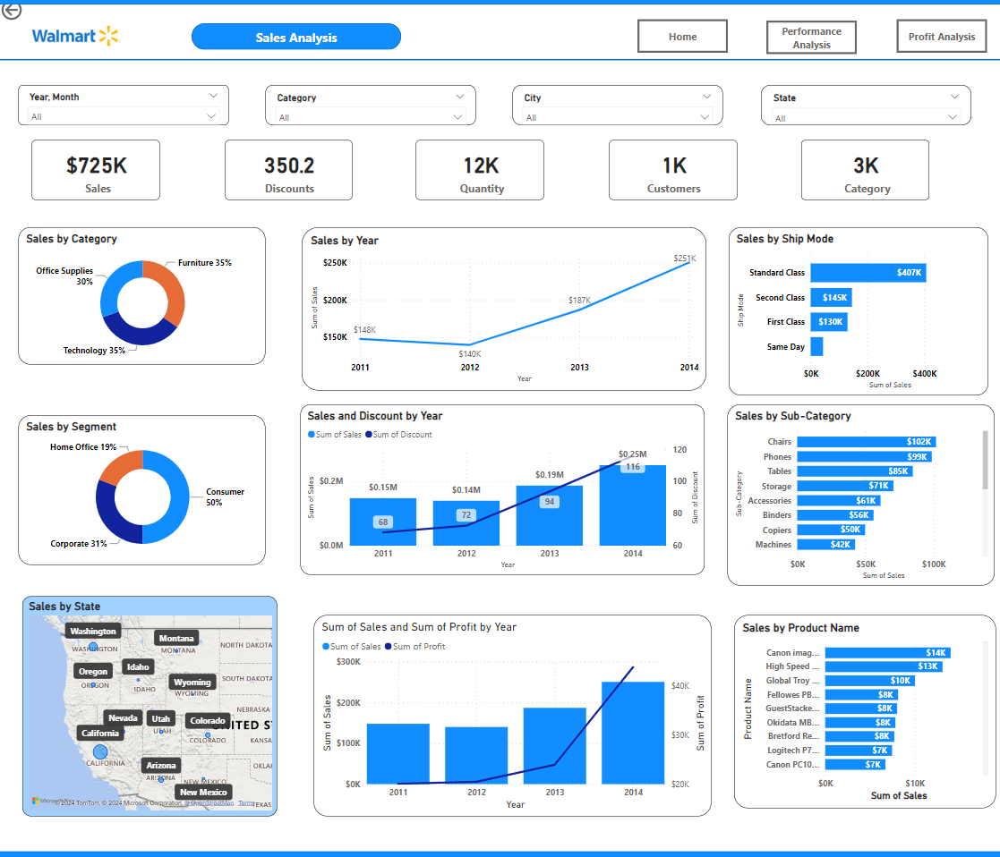 Walmart
Sales Analysis
Home
Performance
Analysis
Profit Analysis
Year, Month
All
Category
All
City
All
State
All
$725K
Sales
350.2
Discounts
12K
Quantity
1K
Customers
3K
Category
Sales by Category
Office Supplies
30%
Furniture 35%
Technology 35%
Sales by Year
Sum of Sales
$250K
$200K
$150K
$148K
$140K
$187K
$251K
2011 2012 2013 2014
Year
Sales by Ship Mode
Ship Mode
Standard Class $407K
Second Class $145K
First Class $130K
Same Day
$0K $200K $400K
Sum of Sales
Sales by Segment
Home Office 19%
Consumer
50%
Corporate 31%
Sales and Discount by Year
Sum of Sales Sum of Discount
Sum of Sales
$0.2M
$0.0M
$0.15M
$0.14M
$0.19M
$0.25M
68
72
94
116
120
100
80
60
Sum of Discount
2011 2012 2013 2014
Year
Sales by Sub-Category
Sub-Category
Chairs $102K
Phones $99K
Tables $85K
Storage $71K
Accessories $61K
Binders $56K
Copiers $50K
Machines $42K
$0K $50K $100K
Sum of Sales
Sales by State
Washington
WASHINGTON
Montana
MONTANA
NORTH DAKOTA
Oregon
OREGON
Idaho
IDAHO
Wyoming
WYOMING
SOUTH DAKOTA
NEBRASKA
Nevada
Utah
UTAH
Colorado
COLORADO
UNITED S
California
CALIFORNIA
KANSA
Arizona
ARIZONA
OKLA
NEW MEXICO
New Mexico
TEXAS
© 2024 TomTom, © 2024 Microsoft Corporation, © OpenStreetMap Terms
Sum of Sales and Sum of Profit by Year
Sum of Sales Sum of Profit
Sum of Sales
$300K
$200K
$100K
$0K
$40K
$30K
$20K
Sum of Profit
2011 2012 2013 2014
Year
Sales by Product Name
Product Name
Canon imag... $14K
High Speed ... $13K
Global Troy ... $10K
Fellowes PB... $8K
GuestStacke... $8K
Okidata MB... $8K
Bretford Re... $8K
Logitech P7... $7K
Canon PC10... $7K
$0K $10K
Sum of Sales